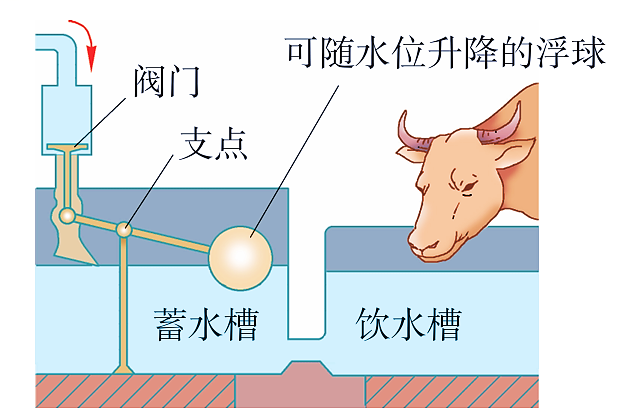 可随水位升降的浮球
阀门
支点
蓄水槽
饮水槽